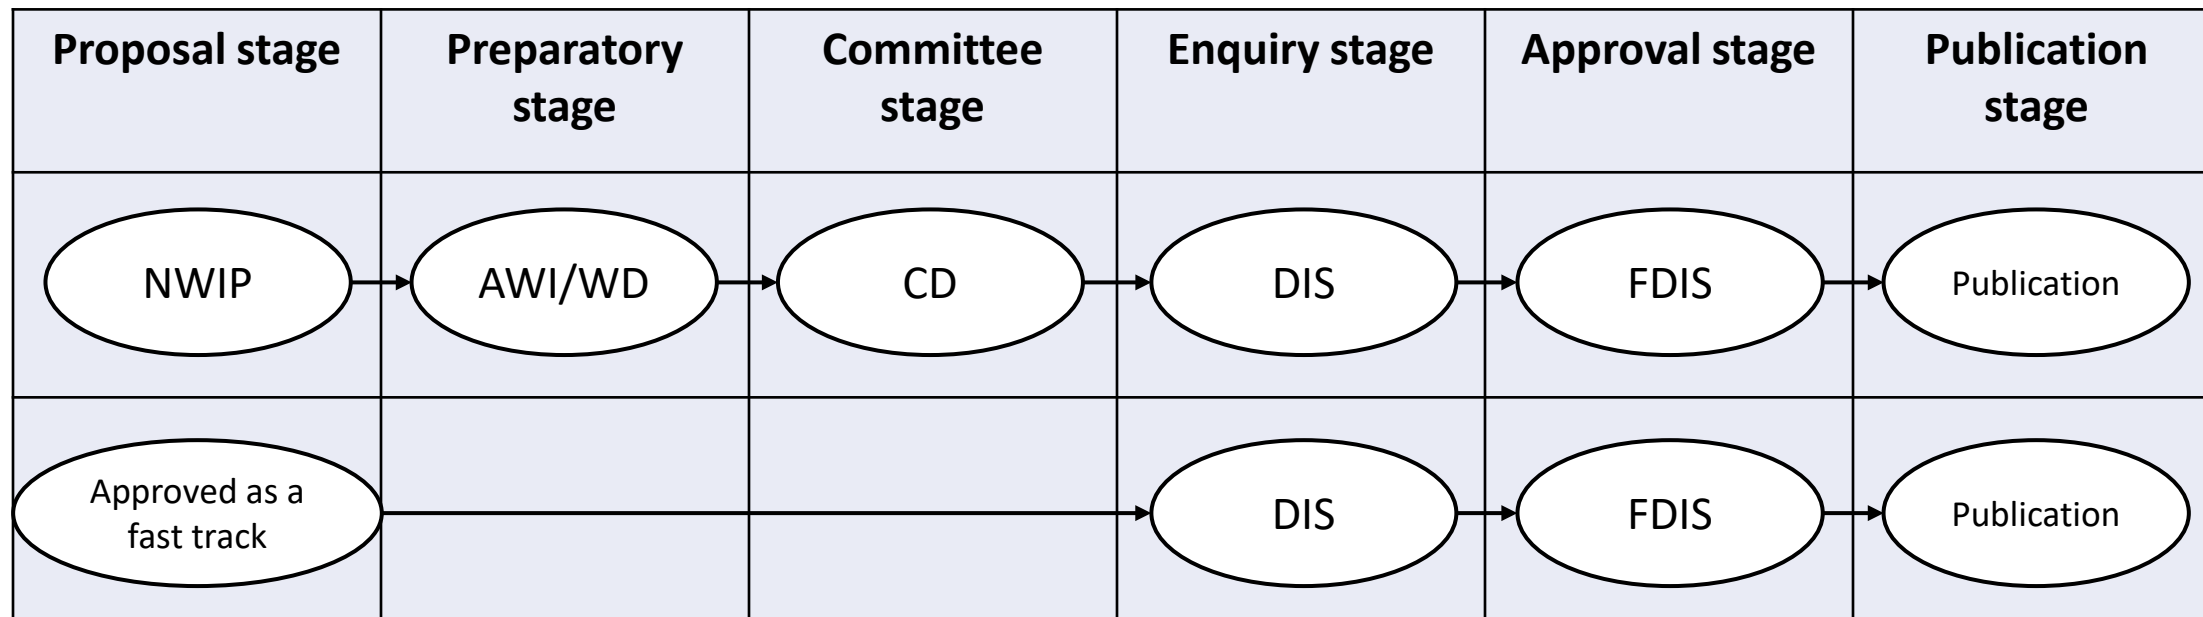 Proposal stage
Preparatory
stage
Committee
stage
Enquiry stage
Approval stage
Publication
stage
NWIP
AWI/WD
CD
DIS
FDIS
Publication
Approved as a
fast track
DIS
FDIS
Publication